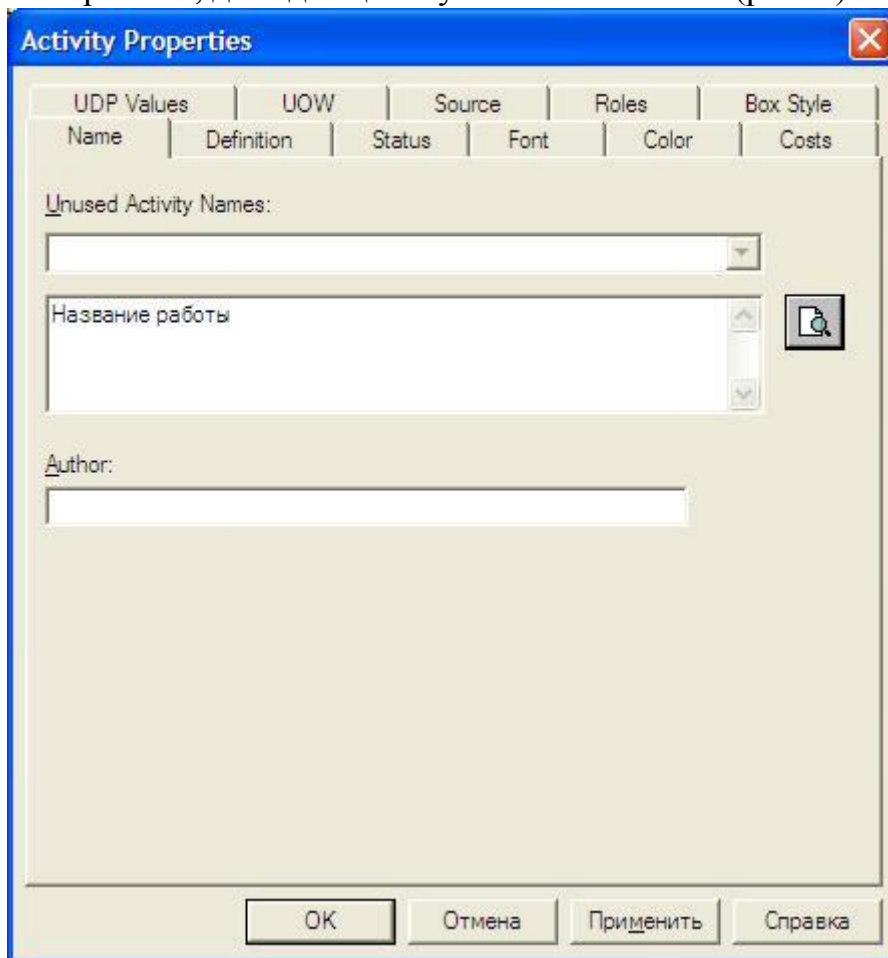 Activity Properties
UDP Values UOW Source Roles Box Style
Name Definition Status Font Color Costs
Unused Activity Names:
Название работы
Author:
OK Отмена Применить Справка